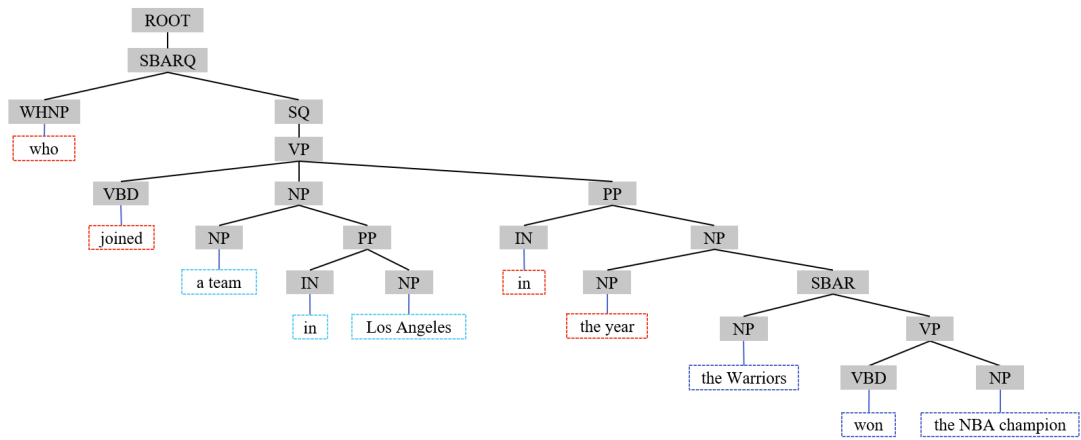 ROOT
SBARQ
WHNP SQ
who VP
VBD NP PP
joined NP PP IN NP
a team IN NP in NP SBAR
in Los Angeles the year NP VP
the Warriors VBD NP
won the NBA champion